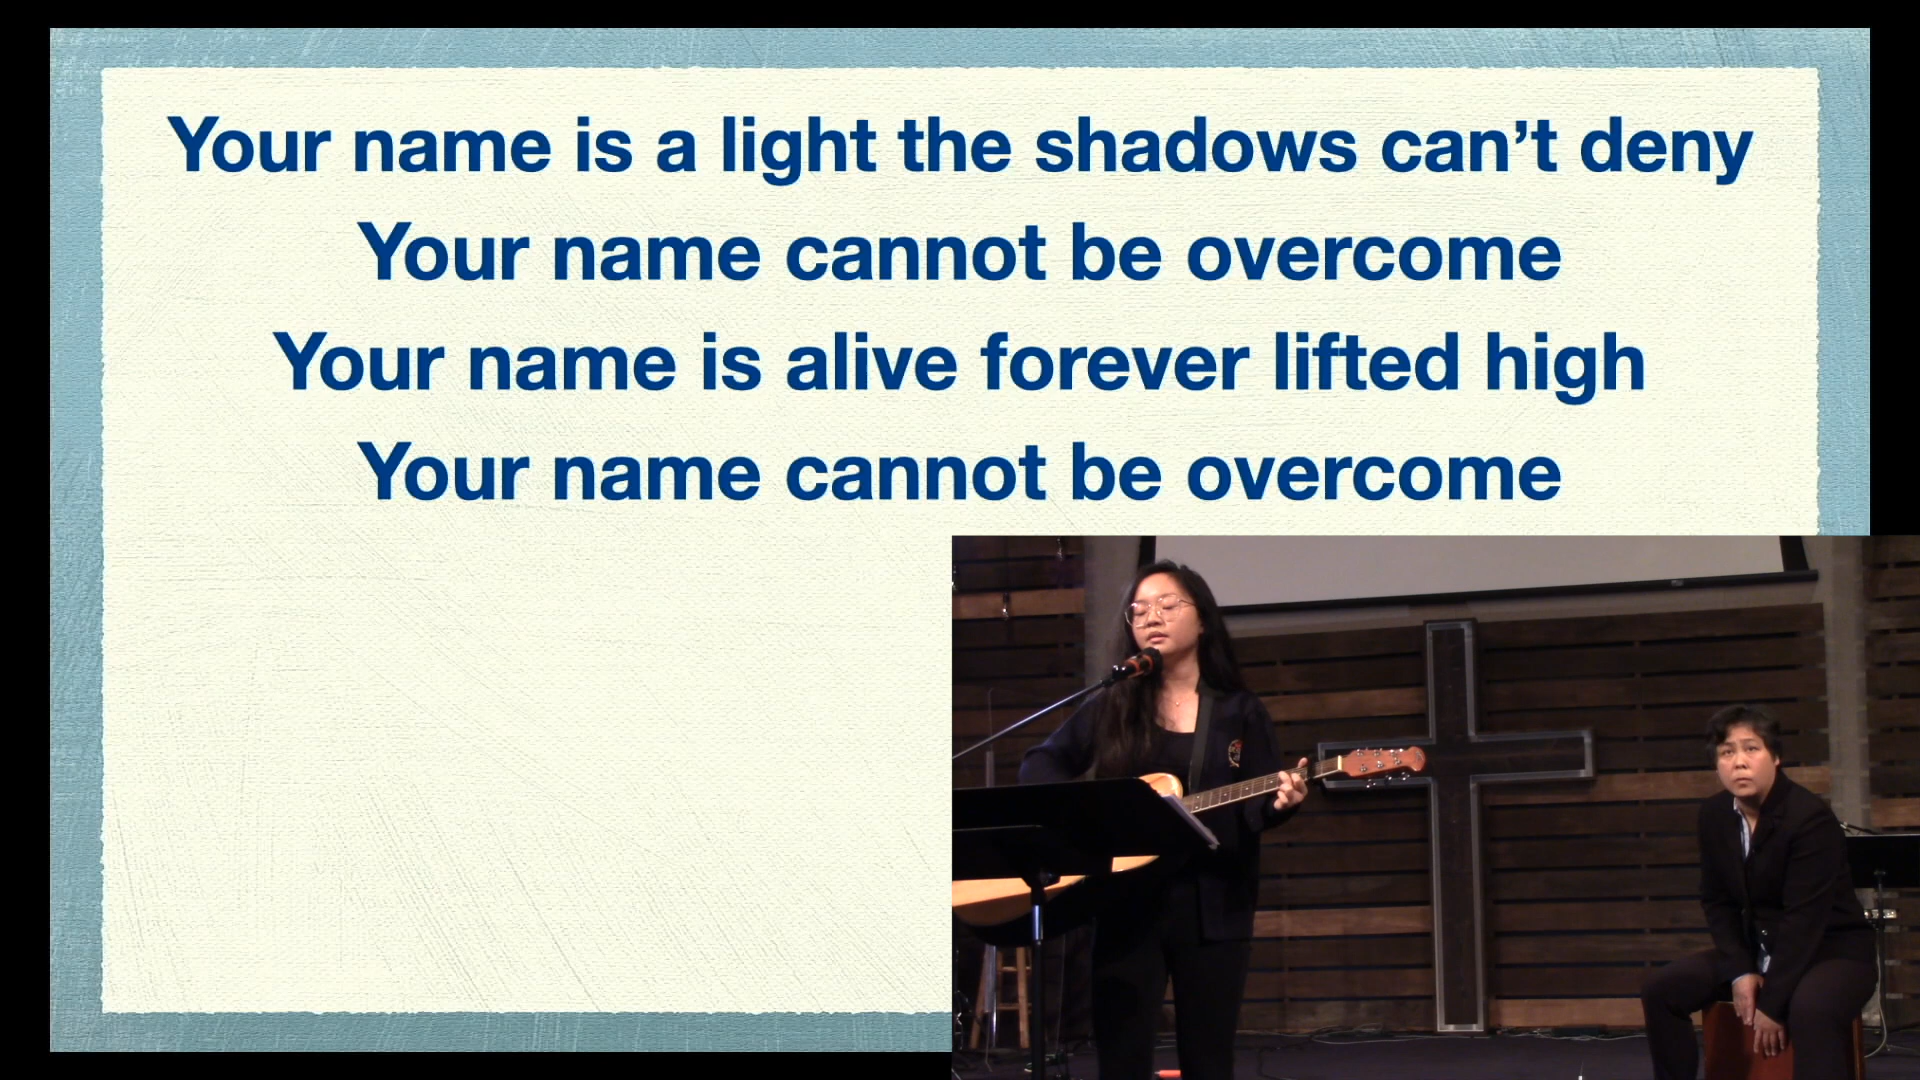 Your name is a light the shadows can’t deny
Your name cannot be overcome
Your name is alive forever lifted high
Your name cannot be overcome